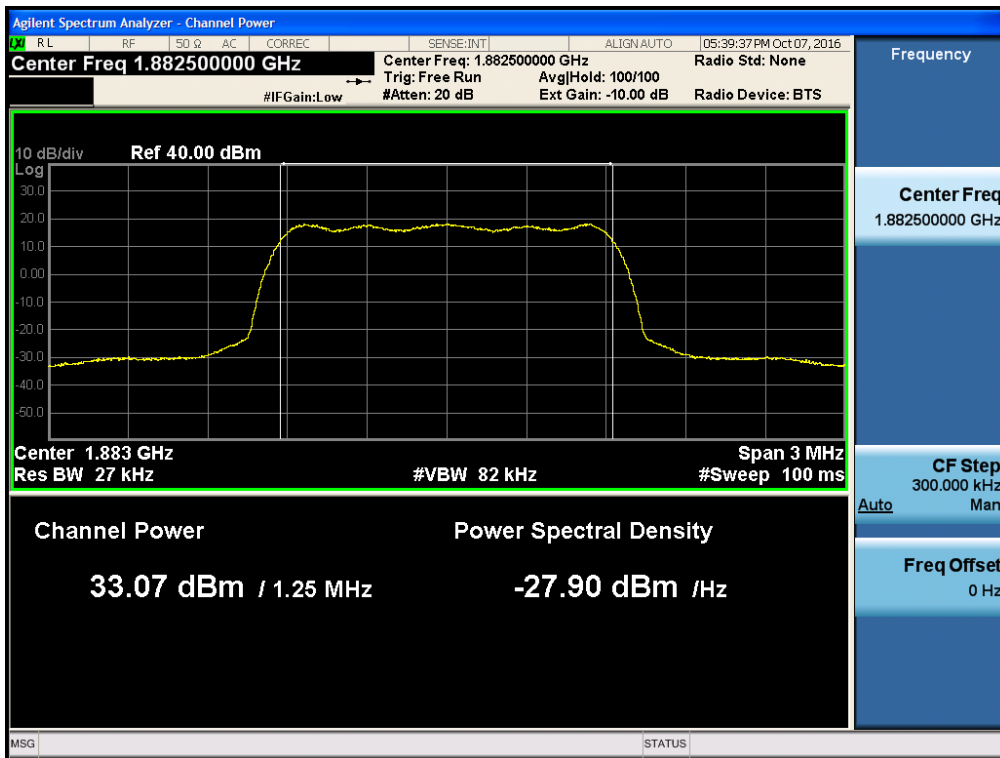 Agilent Spectrum Analyzer - Channel Power
LXI RL RF 50 Ω AC CORREC SENSE:INT ALIGN AUTO 05:39:37 PM Oct 07, 2016
Center Freq 1.882500000 GHz Center Freq: 1.882500000 GHz Radio Std: None
Trig: Free Run Avg|Hold: 100/100
#IFGain:Low #Atten: 20 dB Ext Gain: -10.00 dB Radio Device: BTS
10 dB/div Ref 40.00 dBm
Log
30.0
20.0
10.0
0.00
-10.0
-20.0
-30.0
-40.0
-50.0
Center 1.883 GHz Span 3 MHz
Res BW 27 kHz #VBW 82 kHz #Sweep 100 ms
Channel Power Power Spectral Density
33.07 dBm / 1.25 MHz -27.90 dBm /Hz
MSG STATUS
Frequency
Center Freq
1.882500000 GHz
CF Step
300.000 kHz
Auto Man
Freq Offset
0 Hz